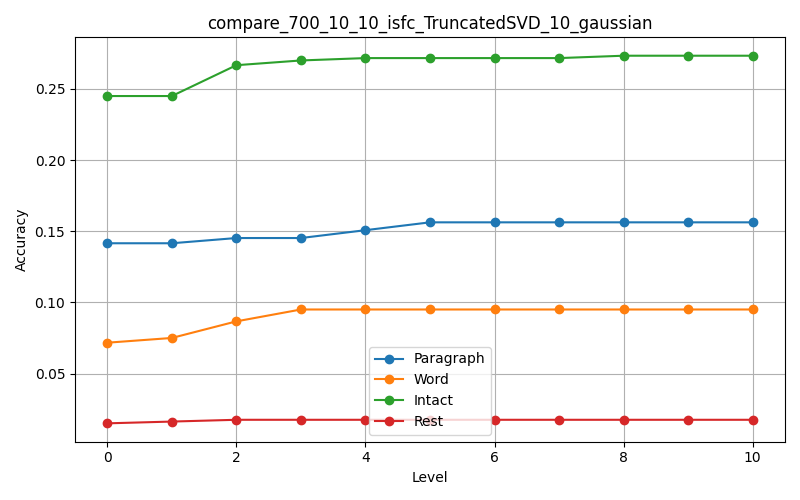 compare_700_10_10_isfc_TruncatedSVD_10_gaussian
Accuracy
0.25
0.20
0.15
0.10
0.05
Paragraph
Word
Intact
Rest
0 2 4 6 8 10
Level